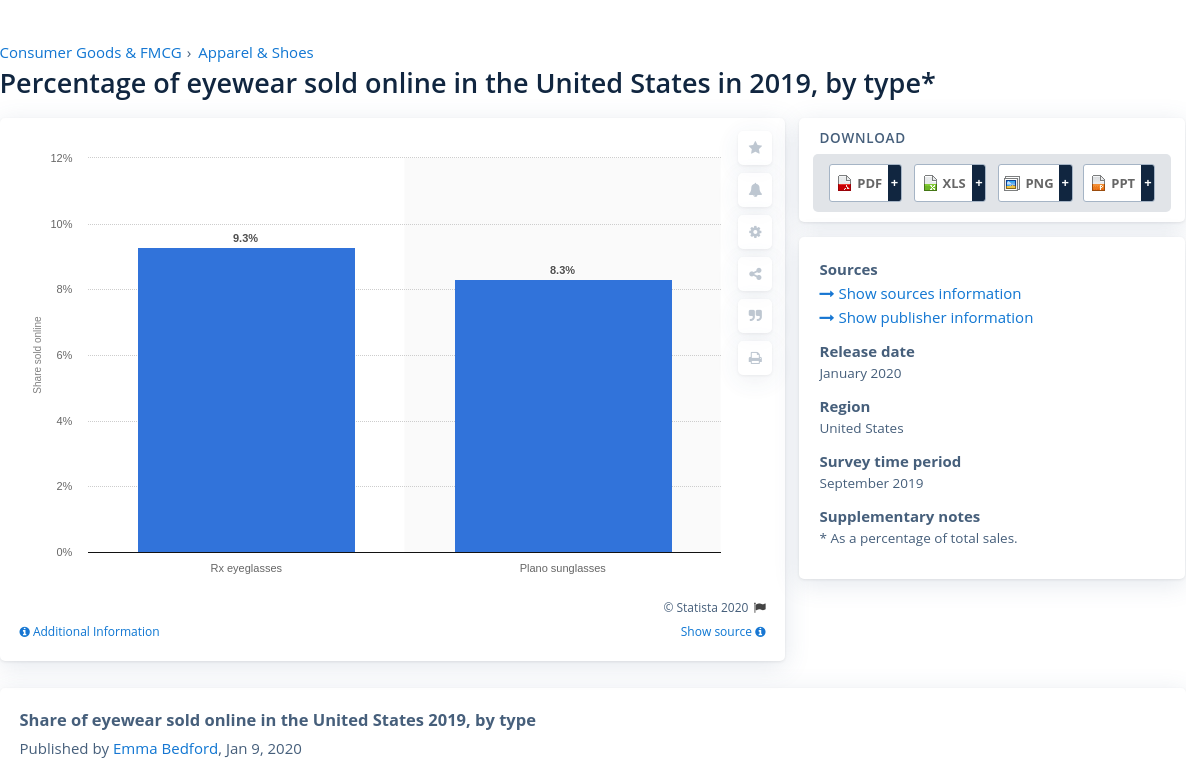 Consumer Goods & FMCG › Apparel & Shoes
Percentage of eyewear sold online in the United States in 2019, by type*
12%
10%
8%
6%
4%
2%
0%
Share sold online
9.3%
8.3%
Rx eyeglasses
Plano sunglasses
© Statista 2020
Additional Information
Show source
DOWNLOAD
PDF + XLS + PNG + PPT +
Sources
Show sources information
Show publisher information
Release date
January 2020
Region
United States
Survey time period
September 2019
Supplementary notes
* As a percentage of total sales.
Share of eyewear sold online in the United States 2019, by type
Published by Emma Bedford, Jan 9, 2020